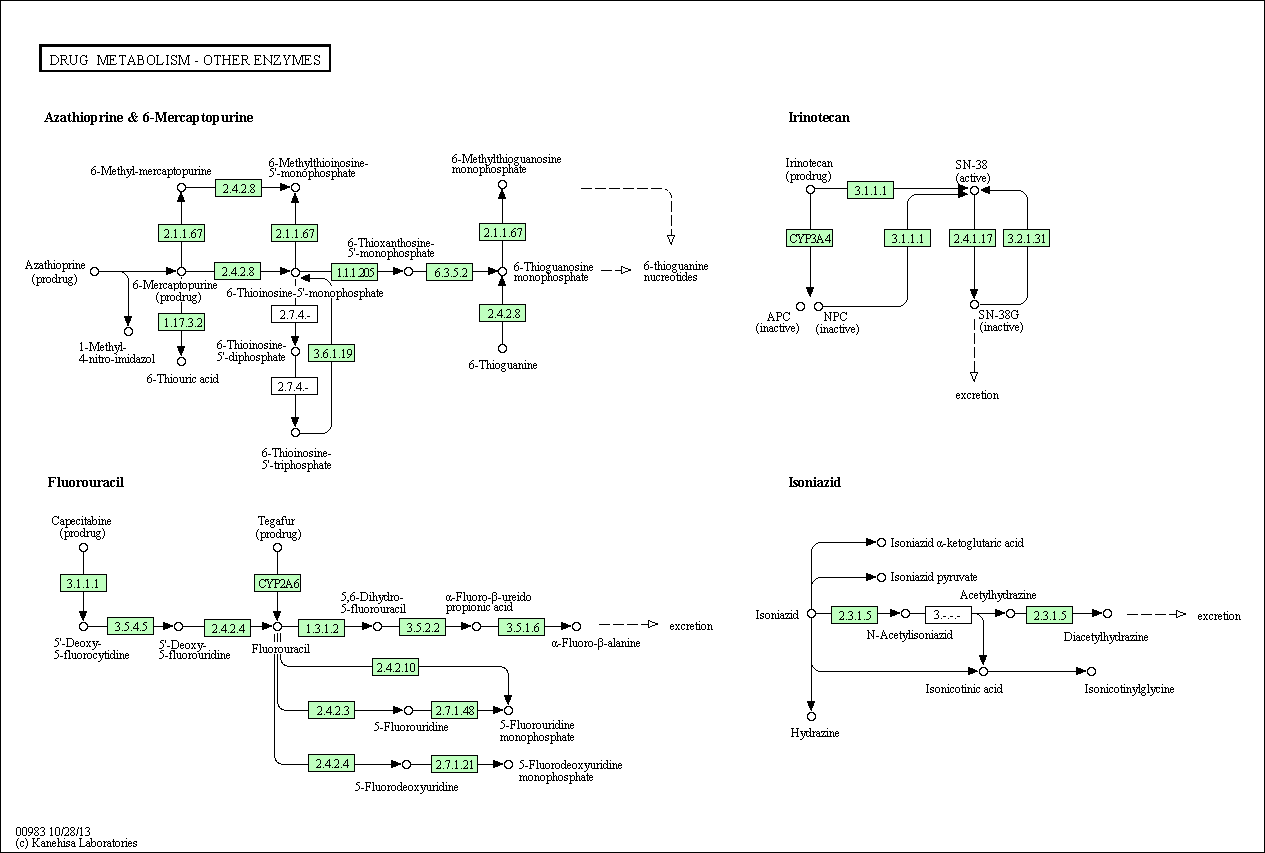 DRUG METABOLISM - OTHER ENZYMES
Azathioprine & 6-Mercaptopurine
6-Methyl-mercaptopurine
2.4.2.8
6-Methylthioinosine-
5'-monophosphate
6-Methylthioguanosine
monophosphate
2.1.1.67
2.1.1.67
2.1.1.67
6-Thioxanthosine-
5'-monophosphate
Azathioprine
(prodrug)
2.4.2.8
1.1.1.205
6.3.5.2
6-Thioguanosine
monophosphate
6-thioguanine
nucreotides
6-Mercaptopurine
(prodrug)
6-Thioinosine-5'-monophosphate
1.17.3.2
2.7.4.-
2.4.2.8
1-Methyl-
4-nitro-imidazol
6-Thioinosine-
5'-diphosphate
3.6.1.19
6-Thioguanine
6-Thiouric acid
2.7.4.-
6-Thioinosine-
5'-triphosphate
Irinotecan
Irinotecan
(prodrug)
3.1.1.1
SN-38
(active)
CYP3A4
3.1.1.1
2.4.1.17
3.2.1.31
APC
(inactive)
NPC
(inactive)
SN-38G
(inactive)
excretion
Fluorouracil
Capecitabine
(prodrug)
Tegafur
(prodrug)
3.1.1.1
CYP2A6
5,6-Dihydro-
5-fluorouracil
α-Fluoro-β-ureido
propionic acid
3.5.4.5
2.4.2.4
1.3.1.2
3.5.2.2
3.5.1.6
excretion
5'-Deoxy-
5-fluorocytidine
5'-Deoxy-
5-fluorouridine
Fluorouracil
α-Fluoro-β-alanine
2.4.2.10
2.4.2.3
2.7.1.48
5-Fluorouridine
5-Fluorouridine
monophosphate
2.4.2.4
2.7.1.21
5-Fluorodeoxyuridine
5-Fluorodeoxyuridine
monophosphate
Isoniazid
Isoniazid α-ketoglutaric acid
Isoniazid pyruvate
Acetylhydrazine
Isoniazid
2.3.1.5
3.-.-.-
2.3.1.5
excretion
N-Acetylisoniazid
Diacetylhydrazine
Isonicotinic acid
Isonicotinylglycine
Hydrazine
00983 10/28/13
(c) Kanehisa Laboratories